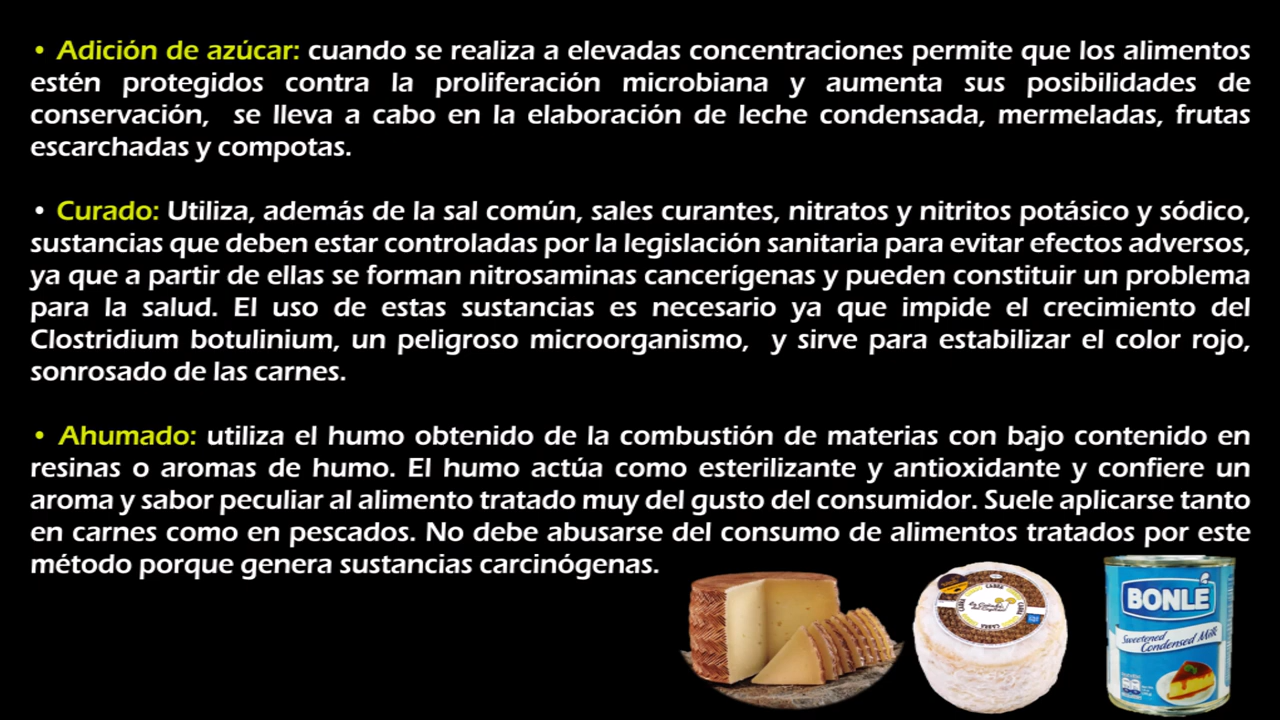 • Adición de azúcar: cuando se realiza a elevadas concentraciones permite que los alimentos
estén protegidos contra la proliferación microbiana y aumenta sus posibilidades de
conservación, se lleva a cabo en la elaboración de leche condensada, mermeladas, frutas
escarchadas y compotas.
• Curado: Utiliza, además de la sal común, sales curantes, nitratos y nitritos potásico y sódico,
sustancias que deben estar controladas por la legislación sanitaria para evitar efectos adversos,
ya que a partir de ellas se forman nitrosaminas cancerígenas y pueden constituir un problema
para la salud. El uso de estas sustancias es necesario ya que impide el crecimiento del
Clostridium botulinium, un peligroso microorganismo, y sirve para estabilizar el color rojo,
sonrosado de las carnes.
• Ahumado: utiliza el humo obtenido de la combustión de materias con bajo contenido en
resinas o aromas de humo. El humo actúa como esterilizante y antioxidante y confiere un
aroma y sabor peculiar al alimento tratado muy del gusto del consumidor. Suele aplicarse tanto
en carnes como en pescados. No debe abusarse del consumo de alimentos tratados por este
método porque genera sustancias carcinógenas.
CABRA
CABRA
BONLE
Sweetened
Condensed Milk